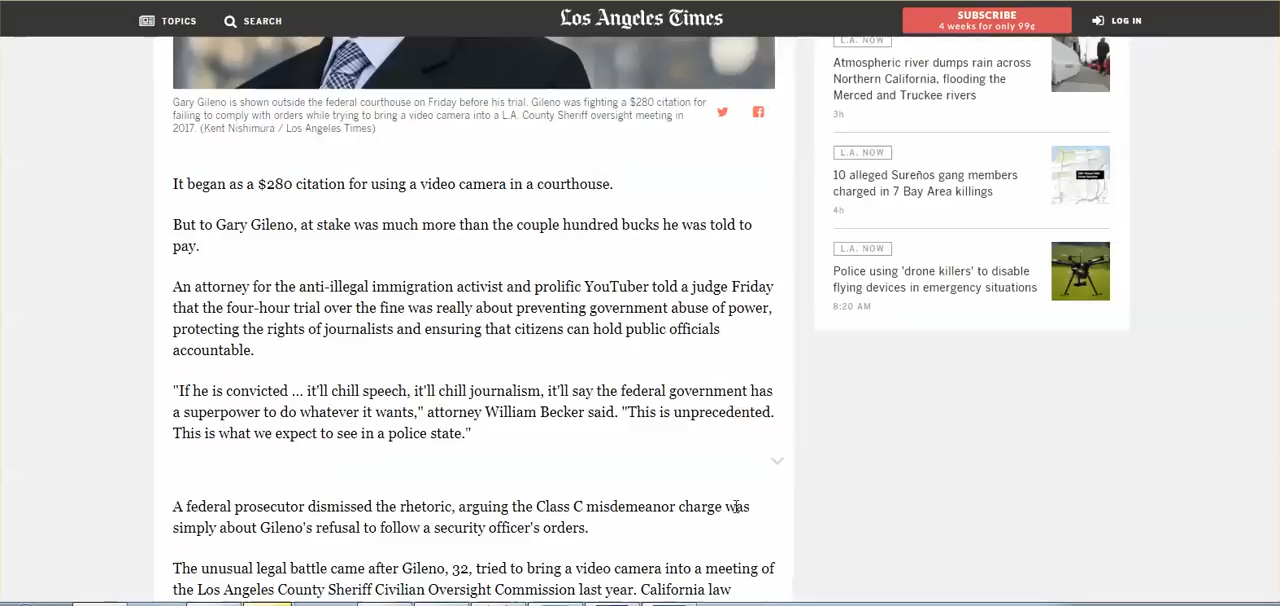 TOPICS
SEARCH
Los Angeles Times
SUBSCRIBE
4 weeks for only 99¢
LOG IN
Gary Gileno is shown outside the federal courthouse on Friday before his trial. Gileno was fighting a $280 citation for
failing to comply with orders while trying to bring a video camera into a L.A. County Sheriff oversight meeting in
2017. (Kent Nishimura / Los Angeles Times)
It began as a $280 citation for using a video camera in a courthouse.
But to Gary Gileno, at stake was much more than the couple hundred bucks he was told to
pay.
An attorney for the anti-illegal immigration activist and prolific YouTuber told a judge Friday
that the four-hour trial over the fine was really about preventing government abuse of power,
protecting the rights of journalists and ensuring that citizens can hold public officials
accountable.
"If he is convicted ... it'll chill speech, it'll chill journalism, it'll say the federal government has
a superpower to do whatever it wants," attorney William Becker said. "This is unprecedented.
This is what we expect to see in a police state."
A federal prosecutor dismissed the rhetoric, arguing the Class C misdemeanor charge was
simply about Gileno's refusal to follow a security officer's orders.
The unusual legal battle came after Gileno, 32, tried to bring a video camera into a meeting of
the Los Angeles County Sheriff Civilian Oversight Commission last year. California law
L.A. NOW
Atmospheric river dumps rain across
Northern California, flooding the
Merced and Truckee rivers
3h
L.A. NOW
10 alleged Sureños gang members
charged in 7 Bay Area killings
4h
L.A. NOW
Police using 'drone killers' to disable
flying devices in emergency situations
8:20 AM